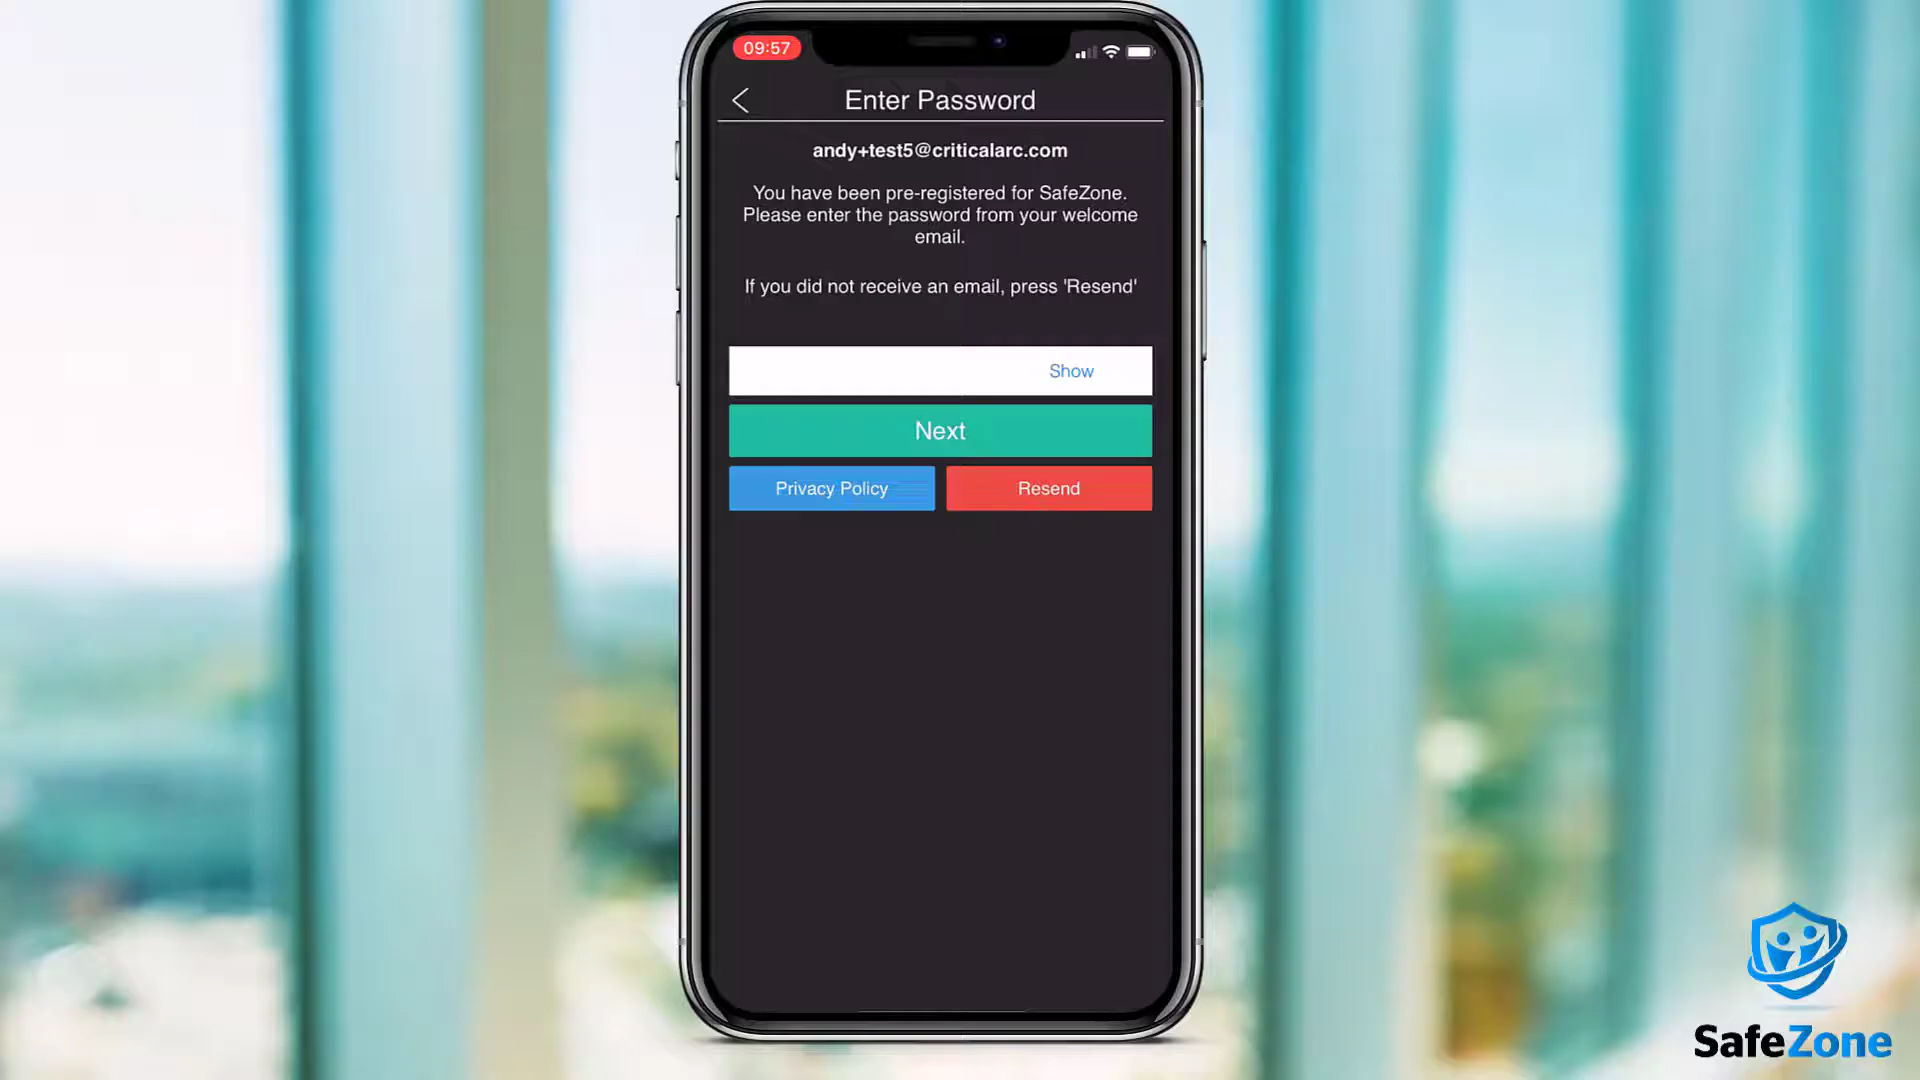 09:57
Enter Password
andy+test5@criticalarc.com
You have been pre-registered for SafeZone.
Please enter the password from your welcome
email.
If you did not receive an email, press 'Resend'
Show
Next
Privacy Policy
Resend
SafeZone